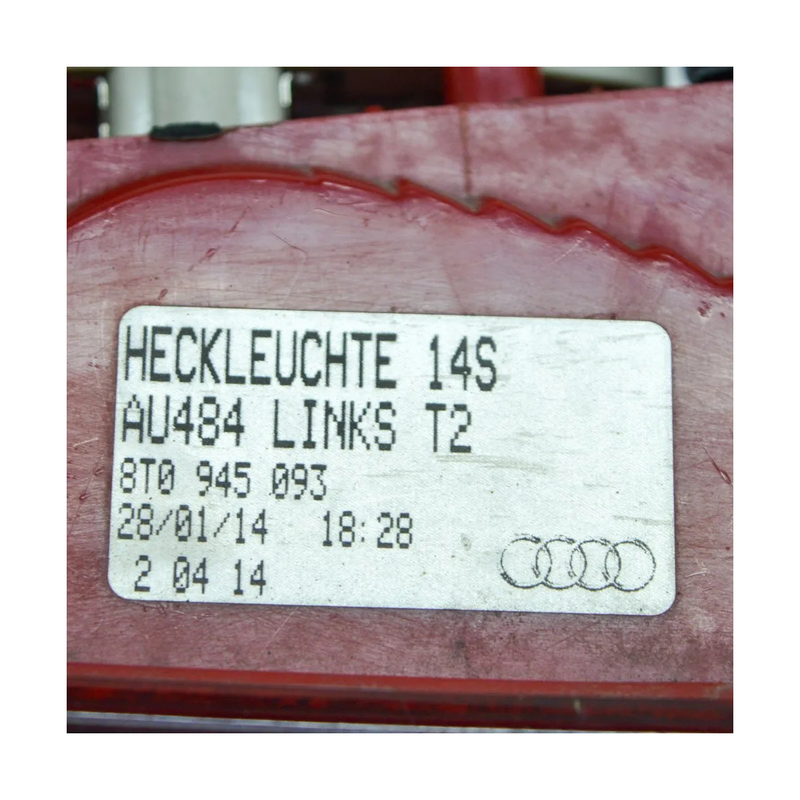 HECKLEUCHTE 14S
AU484 LINKS T2
8T0 945 093
28/01/14 18:28
2 04 14